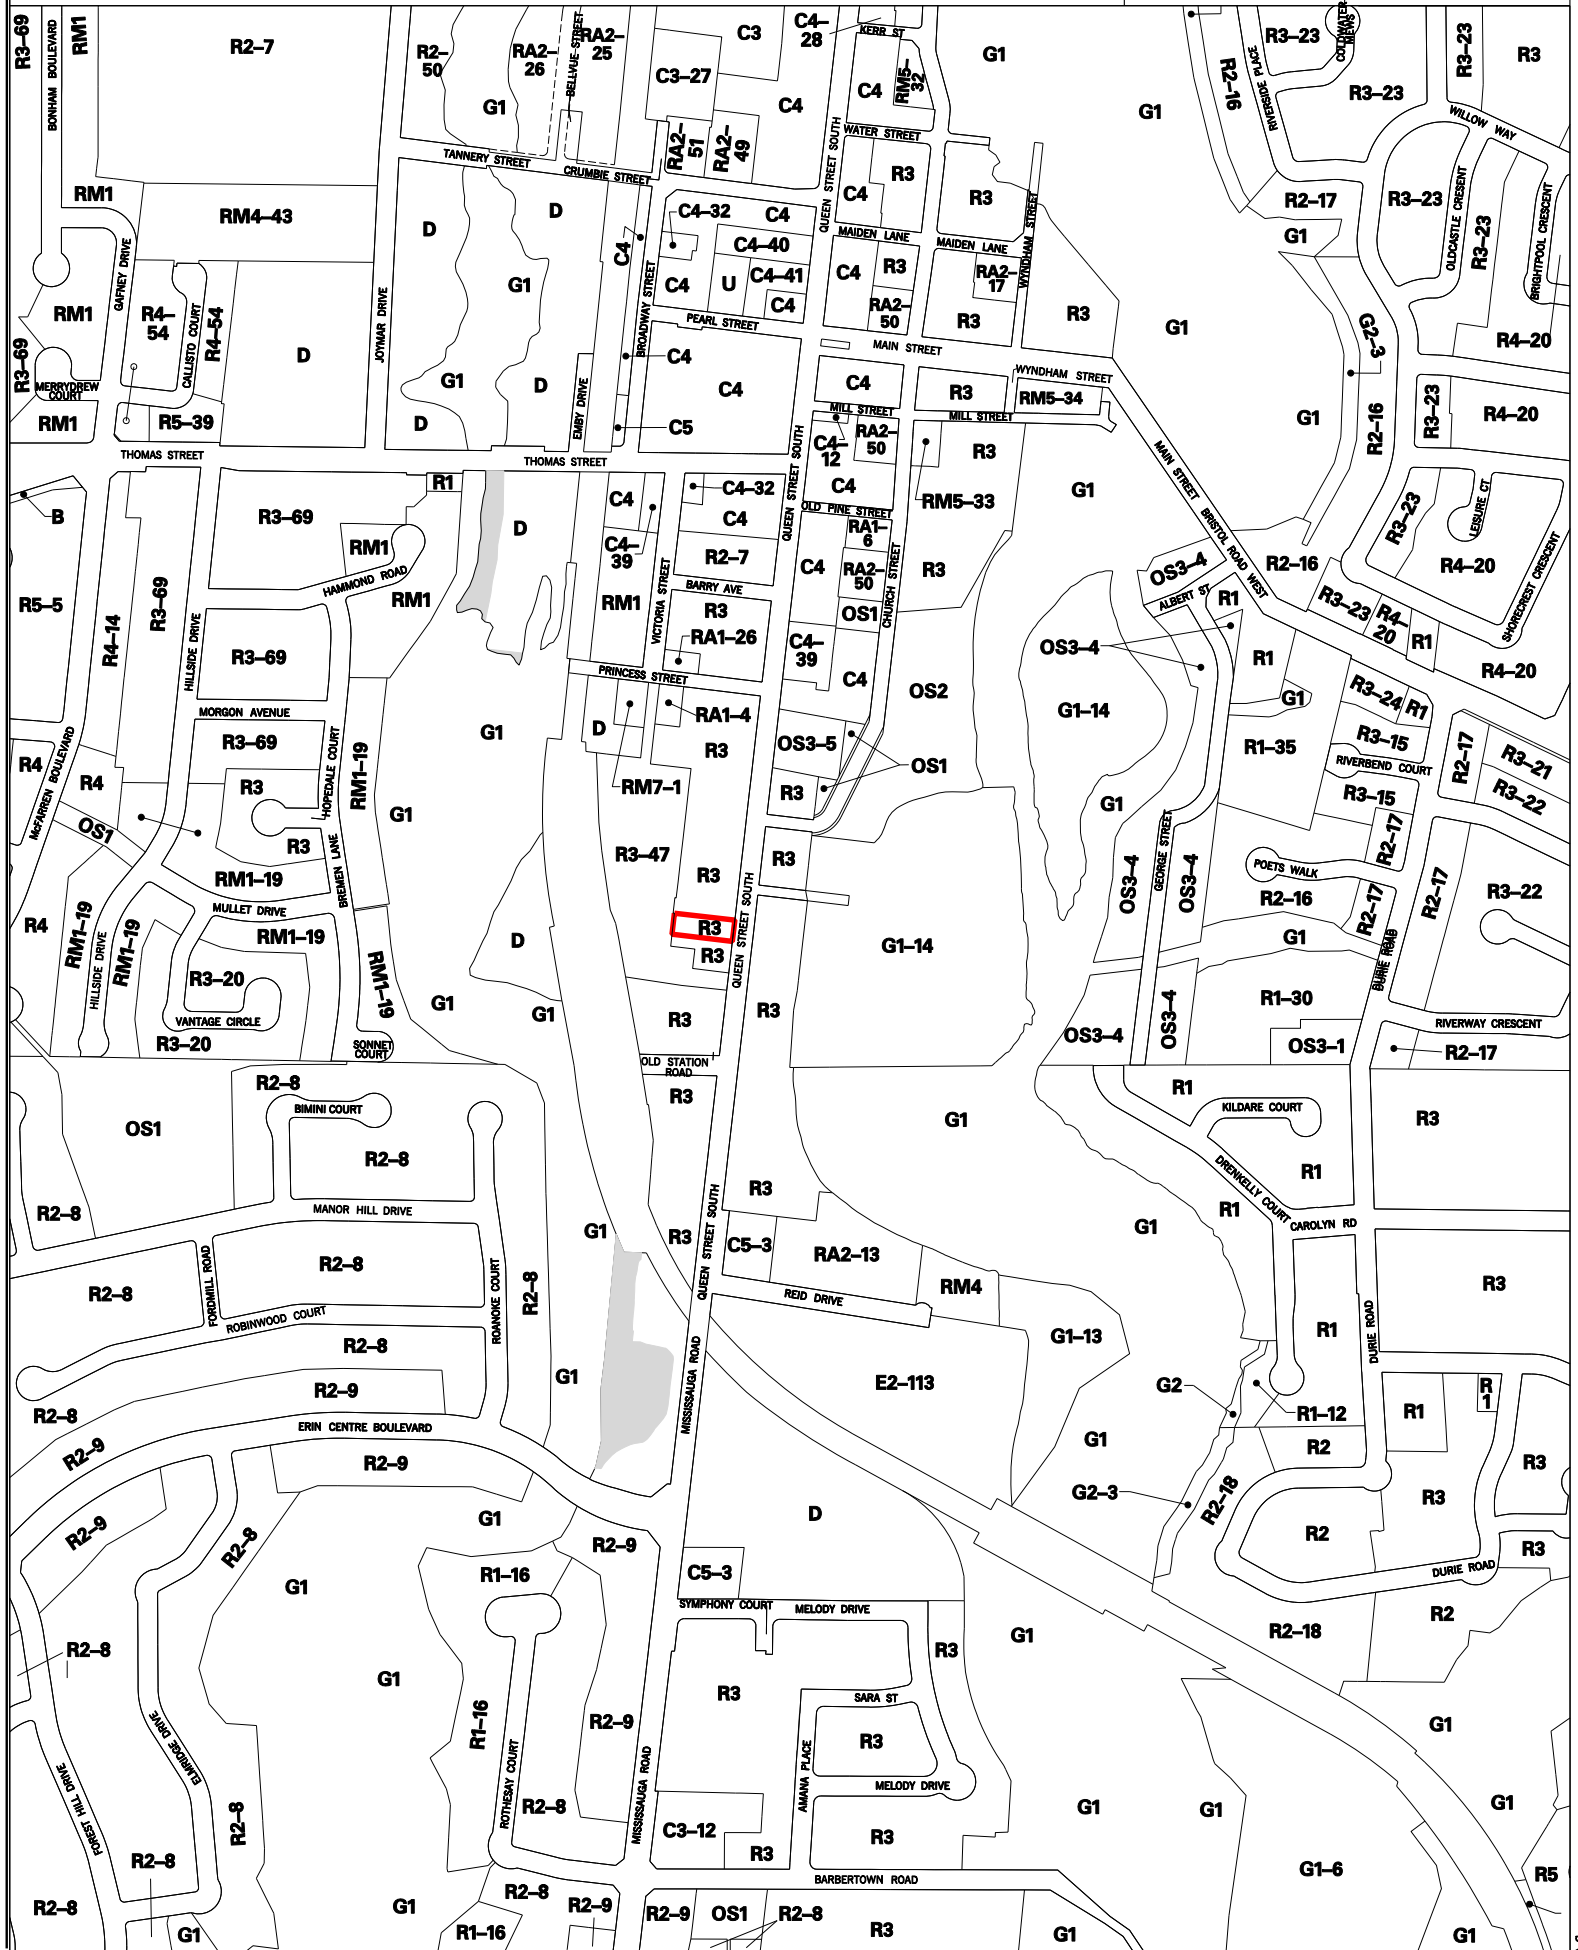 R3–69
BONHAM BOULEVARD
RM1
R2–7
R2–
50
G1
RA2–
26
BELLVUE STREET
RA2–
25
C3
C3–27
C4–
28
KERR ST
C4
C4
RM5–
32
G1
G1
R2–16
RIVERSIDE PLACE
R3–23
COLDWATER
MEWS
R3–23
R3–23
R3
WILLOW WAY
TANNERY STREET
CRUMBIE STREET
RA2–
51
RA2–
49
QUEEN STREET SOUTH
WATER STREET
R3
C4
R3
R2–17
R3–23
OLDCASTLE CRESENT
R3–23
BRIGHTPOOL CRESCENT
RM1
RM4–43
D
D
C4–32
C4
C4–40
MAIDEN LANE
MAIDEN LANE
WYNDHAM STREET
G1
GAFNEY DRIVE
C4
BROADWAY STREET
C4
U
C4–41
C4
C4
R3
RA2–
17
RM1
R4–
54
CALLISTO COURT
R4–54
D
JOYMAR DRIVE
G1
PEARL STREET
RA2–
50
R3
R3
G1
G2–3
R4–20
R3–69
MERRYDREW
COURT
RM1
R5–39
G1
D
D
EMBY DRIVE
C4
C4
C5
MAIN STREET
C4
R3
WYNDHAM STREET
RM5–34
MILL STREET
MILL STREET
G1
R2–16
R3–23
R4–20
THOMAS STREET
THOMAS STREET
QUEEN STREET SOUTH
C4–
12
RA2–
50
R3
MAIN STREET
B
R3–69
R1
D
C4
C4–32
C4
C4
OLD PINE STREET
RM5–33
G1
BRISTOL ROAD WEST
R3–23
LEISURE CT
R4–20
SHORECREST CRESCENT
RM1
C4–
39
R2–7
RA1–
6
HAMMOND ROAD
RM1
RM1
VICTORIA STREET
BARRY AVE
R3
C4
RA2–
50
OS1
CHURCH STREET
R3
OS3–4
R2–16
ALBERT ST
R1
R3–23
R4–
20
R1
R4–20
R5–5
R4–14
R3–69
HILLSIDE DRIVE
R3–69
RA1–26
C4–
39
C4
OS2
OS3–4
R1
PRINCESS STREET
MORGON AVENUE
R3–69
HOPEDALE COURT
RM1–19
G1
D
RA1–4
R3
OS3–5
OS1
G1–14
G1
R3–24
R1
R4
McFARREN BOULEVARD
R4
R3
RM7–1
R3
R1–35
R3–15
RIVERBEND COURT
R2–17
R3–21
R3–22
OS1
R3
G1
G1
R3–15
RM1–19
BREMEN LANE
R3–47
R3
R3
OS3–4
GEORGE STREET
OS3–4
POETS WALK
R2–17
R2–16
R2–17
R2–17
R3–22
MULLET DRIVE
R4
RM1–19
HILLSIDE DRIVE
RM1–19
RM1–19
D
R3
QUEEN STREET SOUTH
G1–14
G1
DURIE ROAD
DURIE ROAD
R3–20
RM1–19
R3
VANTAGE CIRCLE
R3–20
SONNET
COURT
G1
G1
R3
R3
R1–30
OS3–4
OS3–4
OS3–1
RIVERWAY CRESCENT
R2–17
OLD STATION
ROAD
R2–8
BIMINI COURT
R3
R1
KILDARE COURT
R3
OS1
R2–8
G1
DRENKELLY COURT
R1
R2–8
MANOR HILL DRIVE
R3
R1
CAROLYN RD
G1
G1
R3
QUEEN STREET SOUTH
C5–3
RA2–13
RM4
R2–8
FORDMILL ROAD
R2–8
ROANOKE COURT
R2–8
REID DRIVE
R3
ROBINWOOD COURT
R2–8
G1–13
R1
DURIE ROAD
R2–9
G1
MISSISSAUGA ROAD
E2–113
G2
R1–12
R1
R
1
R2–8
ERIN CENTRE BOULEVARD
R2–9
R2–9
G1
R2
R3
G2–3
R2–18
R3
G1
D
R2–9
R2–8
R2–9
R2
R3
DURIE ROAD
R1–16
C5–3
G1
SYMPHONY COURT
MELODY DRIVE
R2
R2–18
R2–8
R3
G1
G1
R3
SARA ST
R1–16
R2–9
R3
G1
FOREST HILL DRIVE
ELMRIDGE DRIVE
ROTHESAY COURT
MISSISSAUGA ROAD
AMANA PLACE
MELODY DRIVE
R2–8
R2–8
C3–12
R3
R3
G1
G1
G1
R2–8
BARBERTOWN ROAD
G1–6
R5
R2–8
G1
G1
R2–8
R1–16
R2–9
R2–9
OS1
R2–8
R3
G1
G1